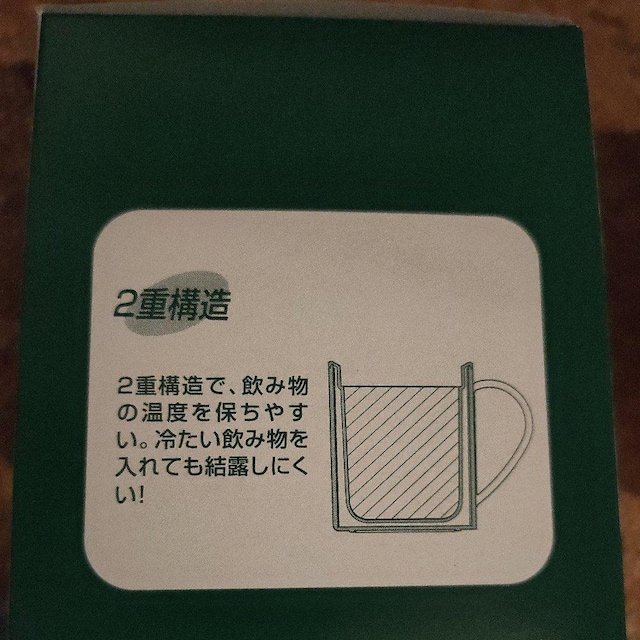 2重構造
2重構造で、飲み物
の温度を保ちやす
い。冷たい飲み物を
入れても結露しにく
い!